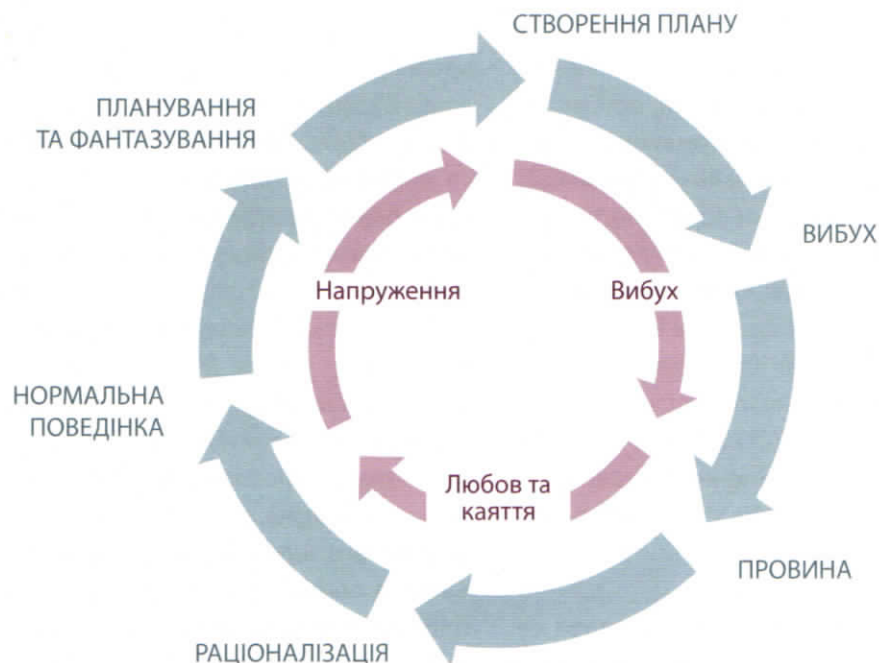 СТВОРЕННЯ ПЛАНУ
ПЛАНУВАННЯ
ТА ФАНТАЗУВАННЯ
ВИБУХ
Напруження
Вибух
НОРМАЛЬНА
ПОВЕДІНКА
Любов та
каяття
ПРОВИНА
РАЦІОНАЛІЗАЦІЯ